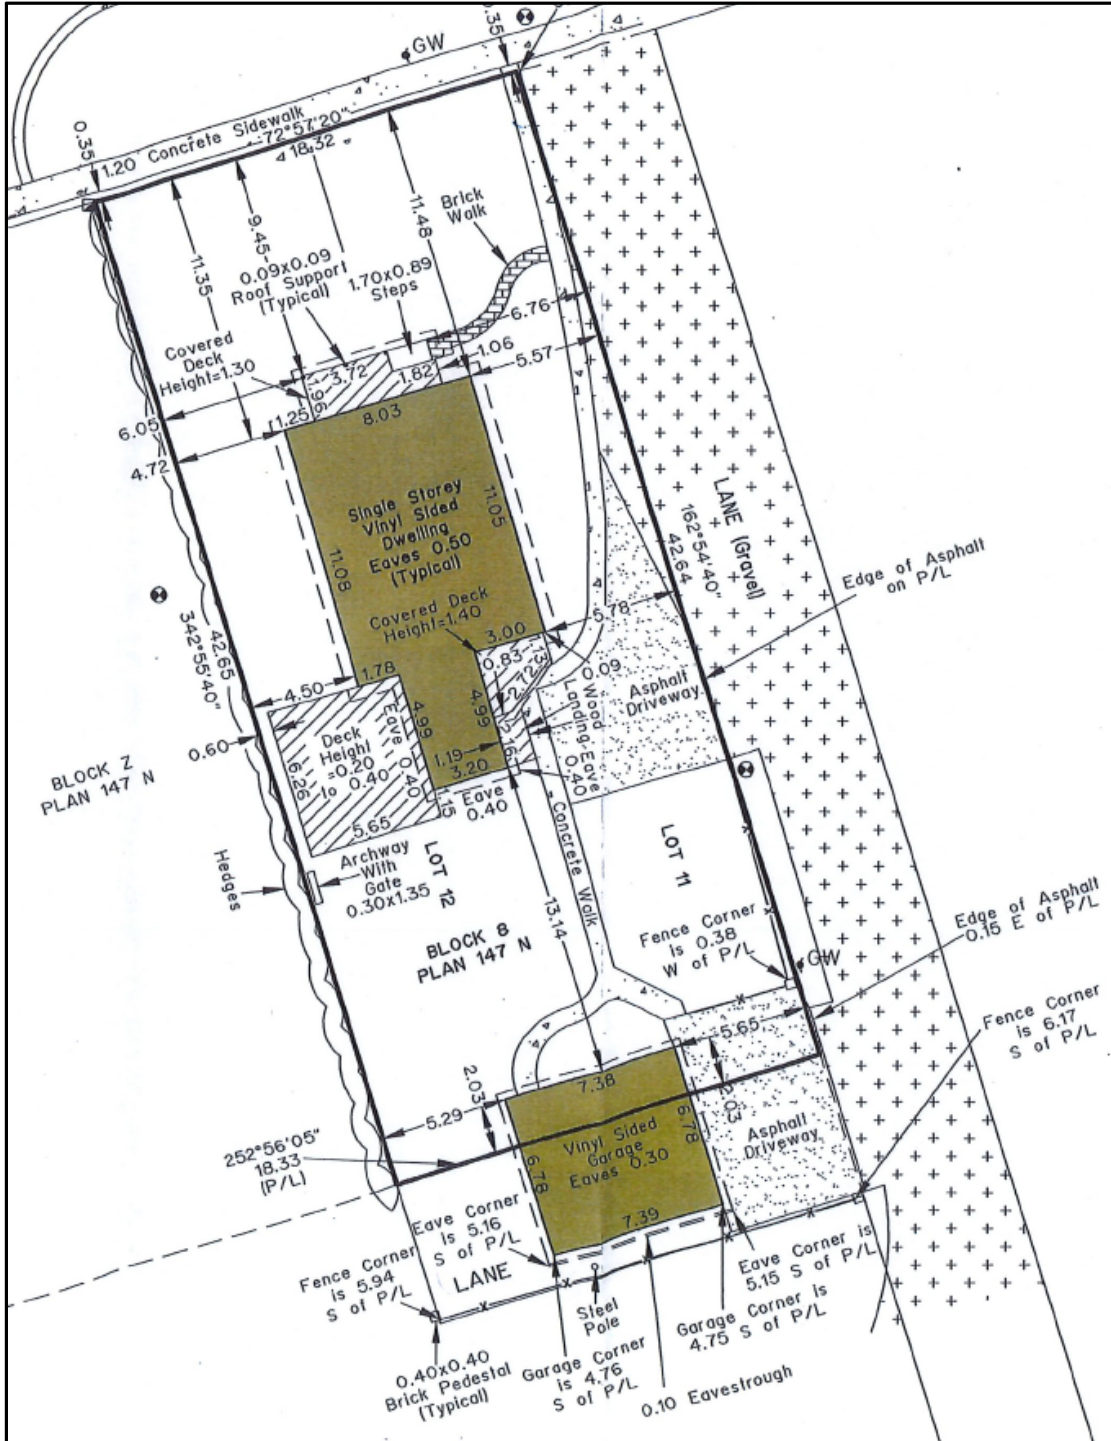 0.35
GW
0.35
1.20 Concrete Sidewalk
72°57'20"
18.32
Brick
Walk
11.48
9.45
11.35
0.09x0.09
Roof Support
(Typical)
1.70x0.89
Steps
6.76
Covered
Deck
Height=1.30
1.96
3.72
1.82
1.06
5.57
6.05
1.25
8.03
4.72
Single Storey
Vinyl Sided
Dwelling
Eaves 0.50
(Typical)
11.05
11.08
LANE (Gravel)
162°54'40"
42.64
Edge of Asphalt
on P/L
Covered Deck
Height=1.40
5.78
3.00
1.13
0.83
2.72
0.09
Wood
Landing
Eave
0.40
Asphalt
Driveway
342°55'40"
42.65
1.78
4.50
4.99
4.99
Eave 0.40
0.60
Deck
Height
=0.20
to 0.40
6.26
2.16
1.19
3.20
1.15
Eave
0.40
5.65
BLOCK Z
PLAN 147 N
Hedges
Archway
With
Gate
0.30x1.35
LOT 12
Concrete Walk
LOT 11
13.14
BLOCK 8
PLAN 147 N
Fence Corner
is 0.38
W of P/L
GW
Edge of Asphalt
0.15 E of P/L
Fence Corner
is 6.17
S of P/L
5.65
2.03
7.38
2.03
5.29
6.78
6.78
Vinyl Sided
Garage
Eaves 0.30
Asphalt
Driveway
252°56'05"
18.33
(P/L)
Eave Corner
is 5.16
S of P/L
7.39
Fence Corner
is 5.94
S of P/L
LANE
Steel
Pole
Eave Corner is
5.15 S of P/L
Garage Corner is
4.75 S of P/L
0.40x0.40
Brick Pedestal
(Typical)
Garage Corner
is 4.76
S of P/L
0.10 Eavestrough